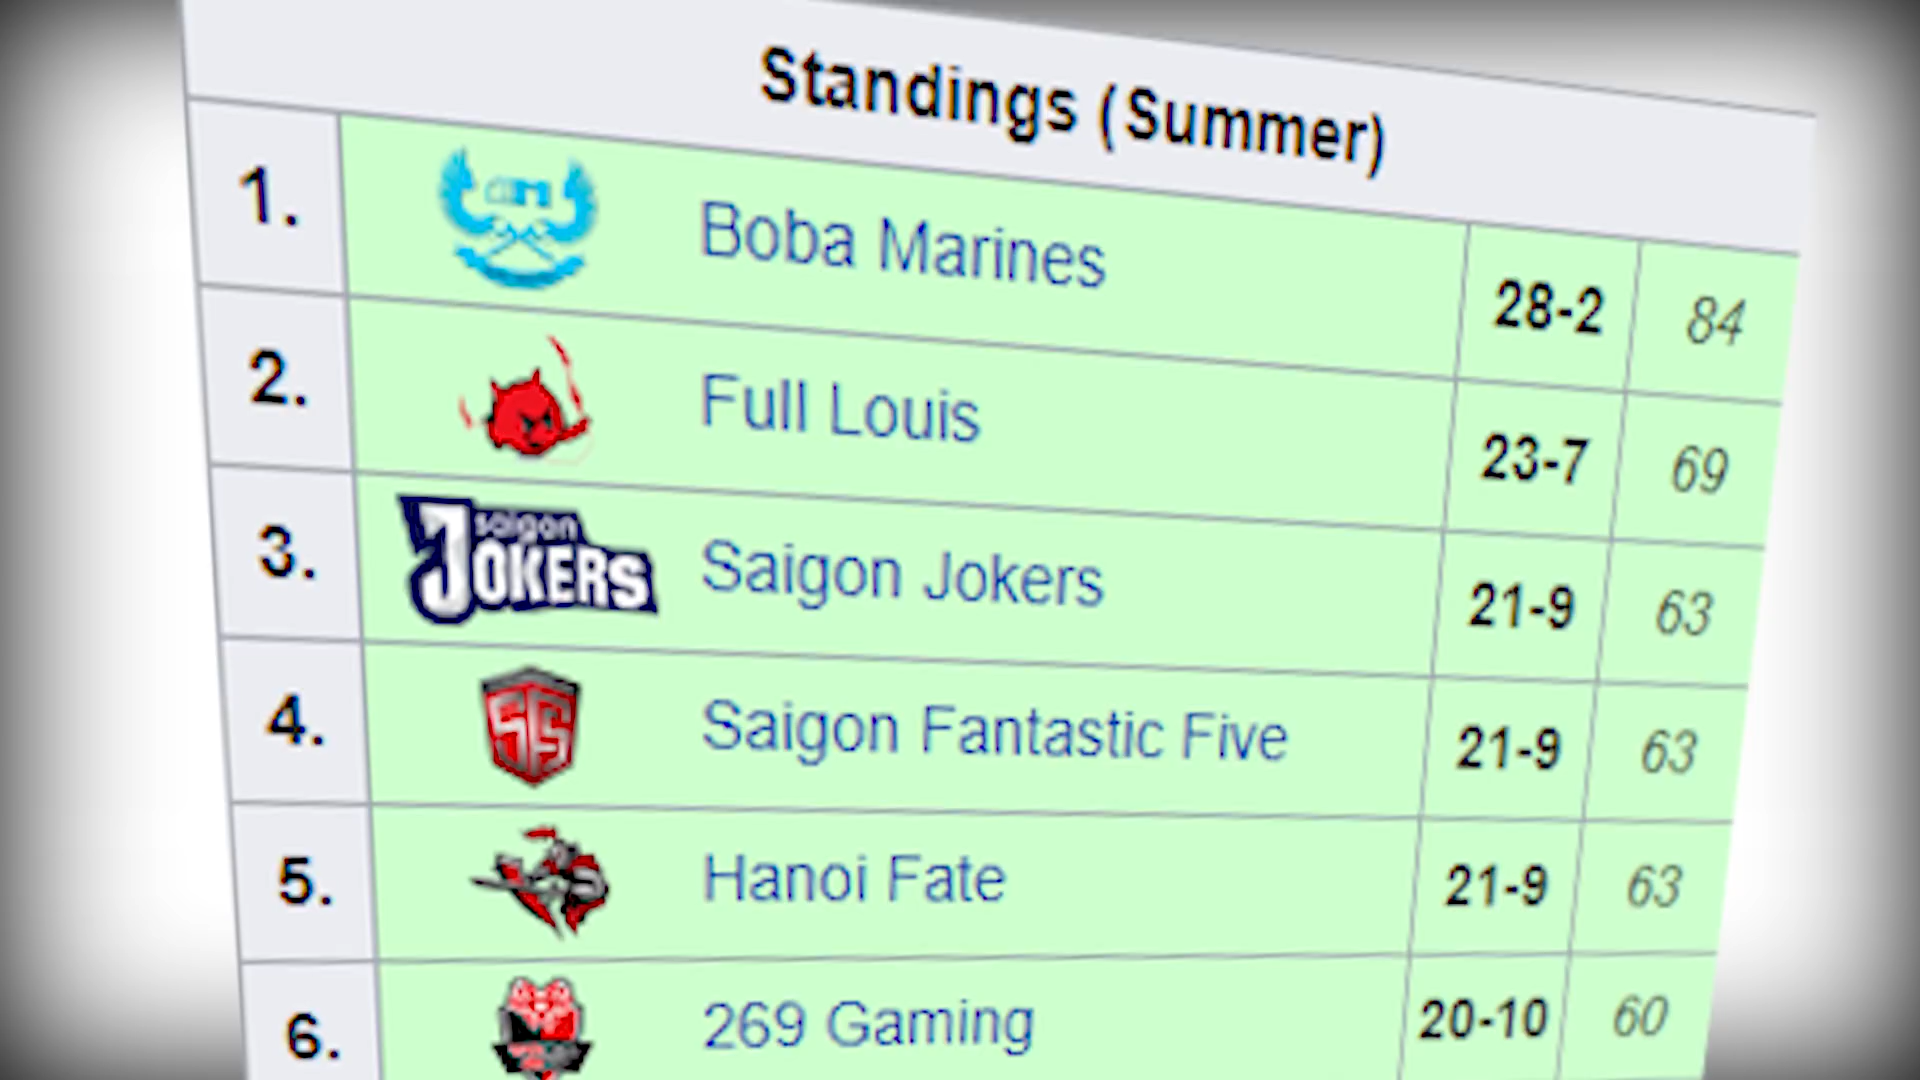 Standings (Summer)
1. Boba Marines 28-2 84
2. Full Louis 23-7 69
3. saigon JOKERS Saigon Jokers 21-9 63
4. Saigon Fantastic Five 21-9 63
5. Hanoi Fate 21-9 63
6. 269 Gaming 20-10 60